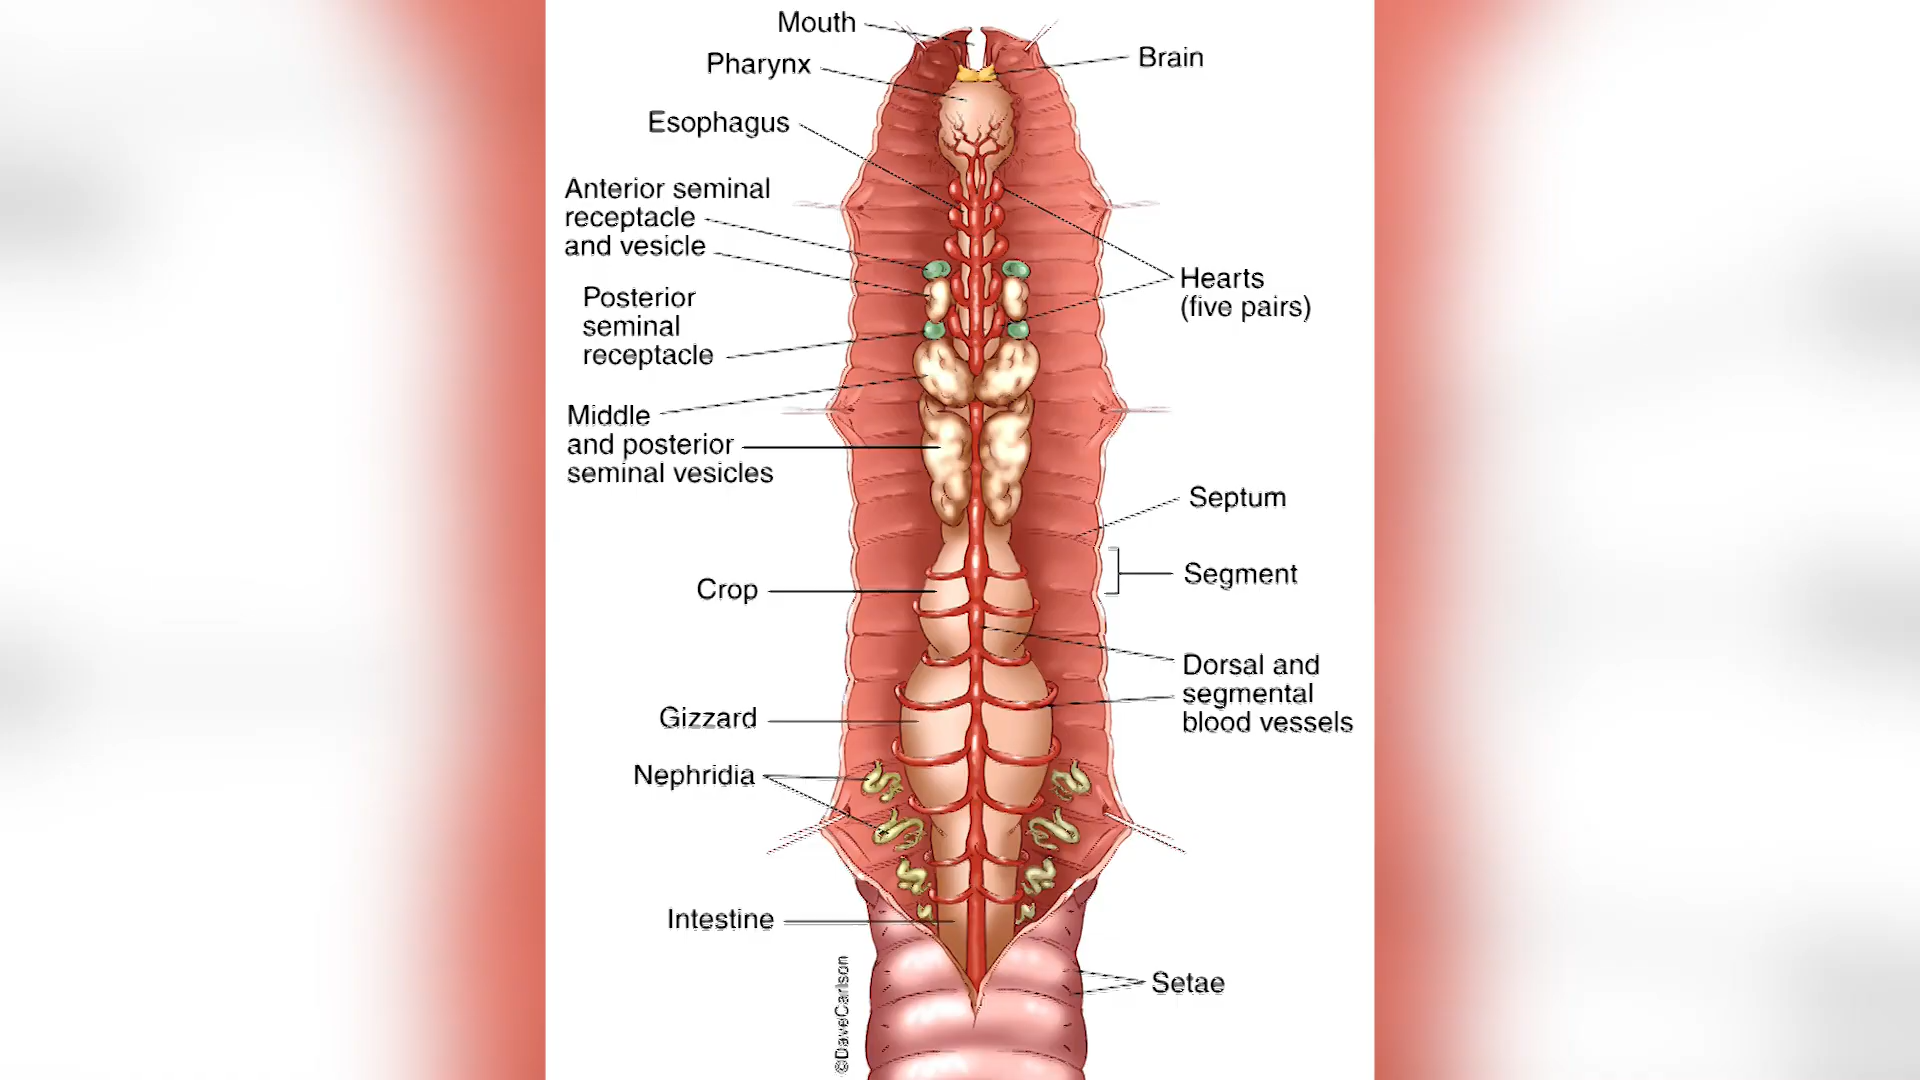 Mouth
Pharynx
Esophagus
Anterior seminal
receptacle
and vesicle
Posterior
seminal
receptacle
Middle
and posterior
seminal vesicles
Crop
Gizzard
Nephridia
Intestine
Brain
Hearts
(five pairs)
Septum
Segment
Dorsal and
segmental
blood vessels
Setae
©DaveCarlson